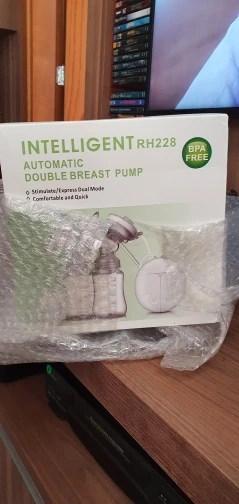 INTELLIGENT RH228
BPA
FREE
AUTOMATIC
DOUBLE BREAST PUMP
Stimulate/Express Dual Mode
Comfortable and Quick